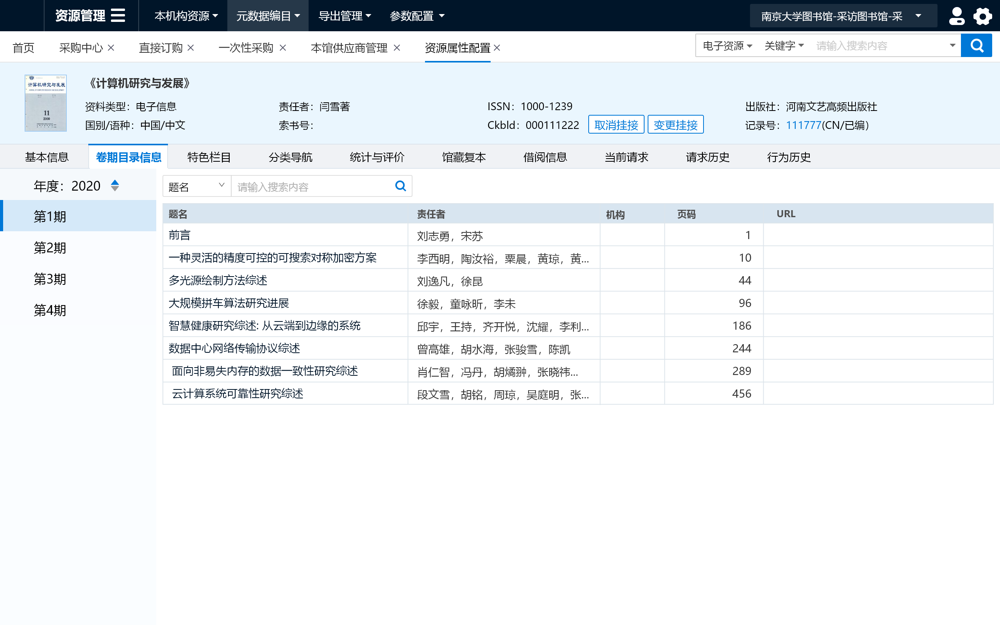 资源管理 本机构资源 元数据编目 导出管理 参数配置 南京大学图书馆-采访图书馆-采
首页 采购中心 直接订购 一次性采购 本馆供应商管理 资源属性配置 电子资源 关键字 请输入搜索内容
计算机研究与发展
11
2000
《计算机研究与发展》
资料类型：电子信息 责任者：闫雪著 ISSN：1000-1239 出版社：河南文艺高频出版社
国别/语种：中国/中文 索书号： Ckbld：000111222 取消挂接 变更挂接 记录号：111777(CN/已编）
基本信息 卷期目录信息 特色栏目 分类导航 统计与评价 馆藏复本 借阅信息 当前请求 请求历史 行为历史
年度：2020
第1期
第2期
第3期
第4期
题名 请输入搜索内容
题名 责任者 机构 页码 URL
前言 刘志勇，宋苏 1
一种灵活的精度可控的可搜索对称加密方案 李西明，陶汝裕，粟晨，黄琼，黄... 10
多光源绘制方法综述 刘逸凡，徐昆 44
大规模拼车算法研究进展 徐毅，童咏昕，李未 96
智慧健康研究综述: 从云端到边缘的系统 邱宇，王持，齐开悦，沈耀，李利... 186
数据中心网络传输协议综述 曾高雄，胡水海，张骏雪，陈凯 244
面向非易失内存的数据一致性研究综述 肖仁智，冯丹，胡燏翀，张晓祎... 289
云计算系统可靠性研究综述 段文雪，胡铭，周琼，吴庭明，张... 456